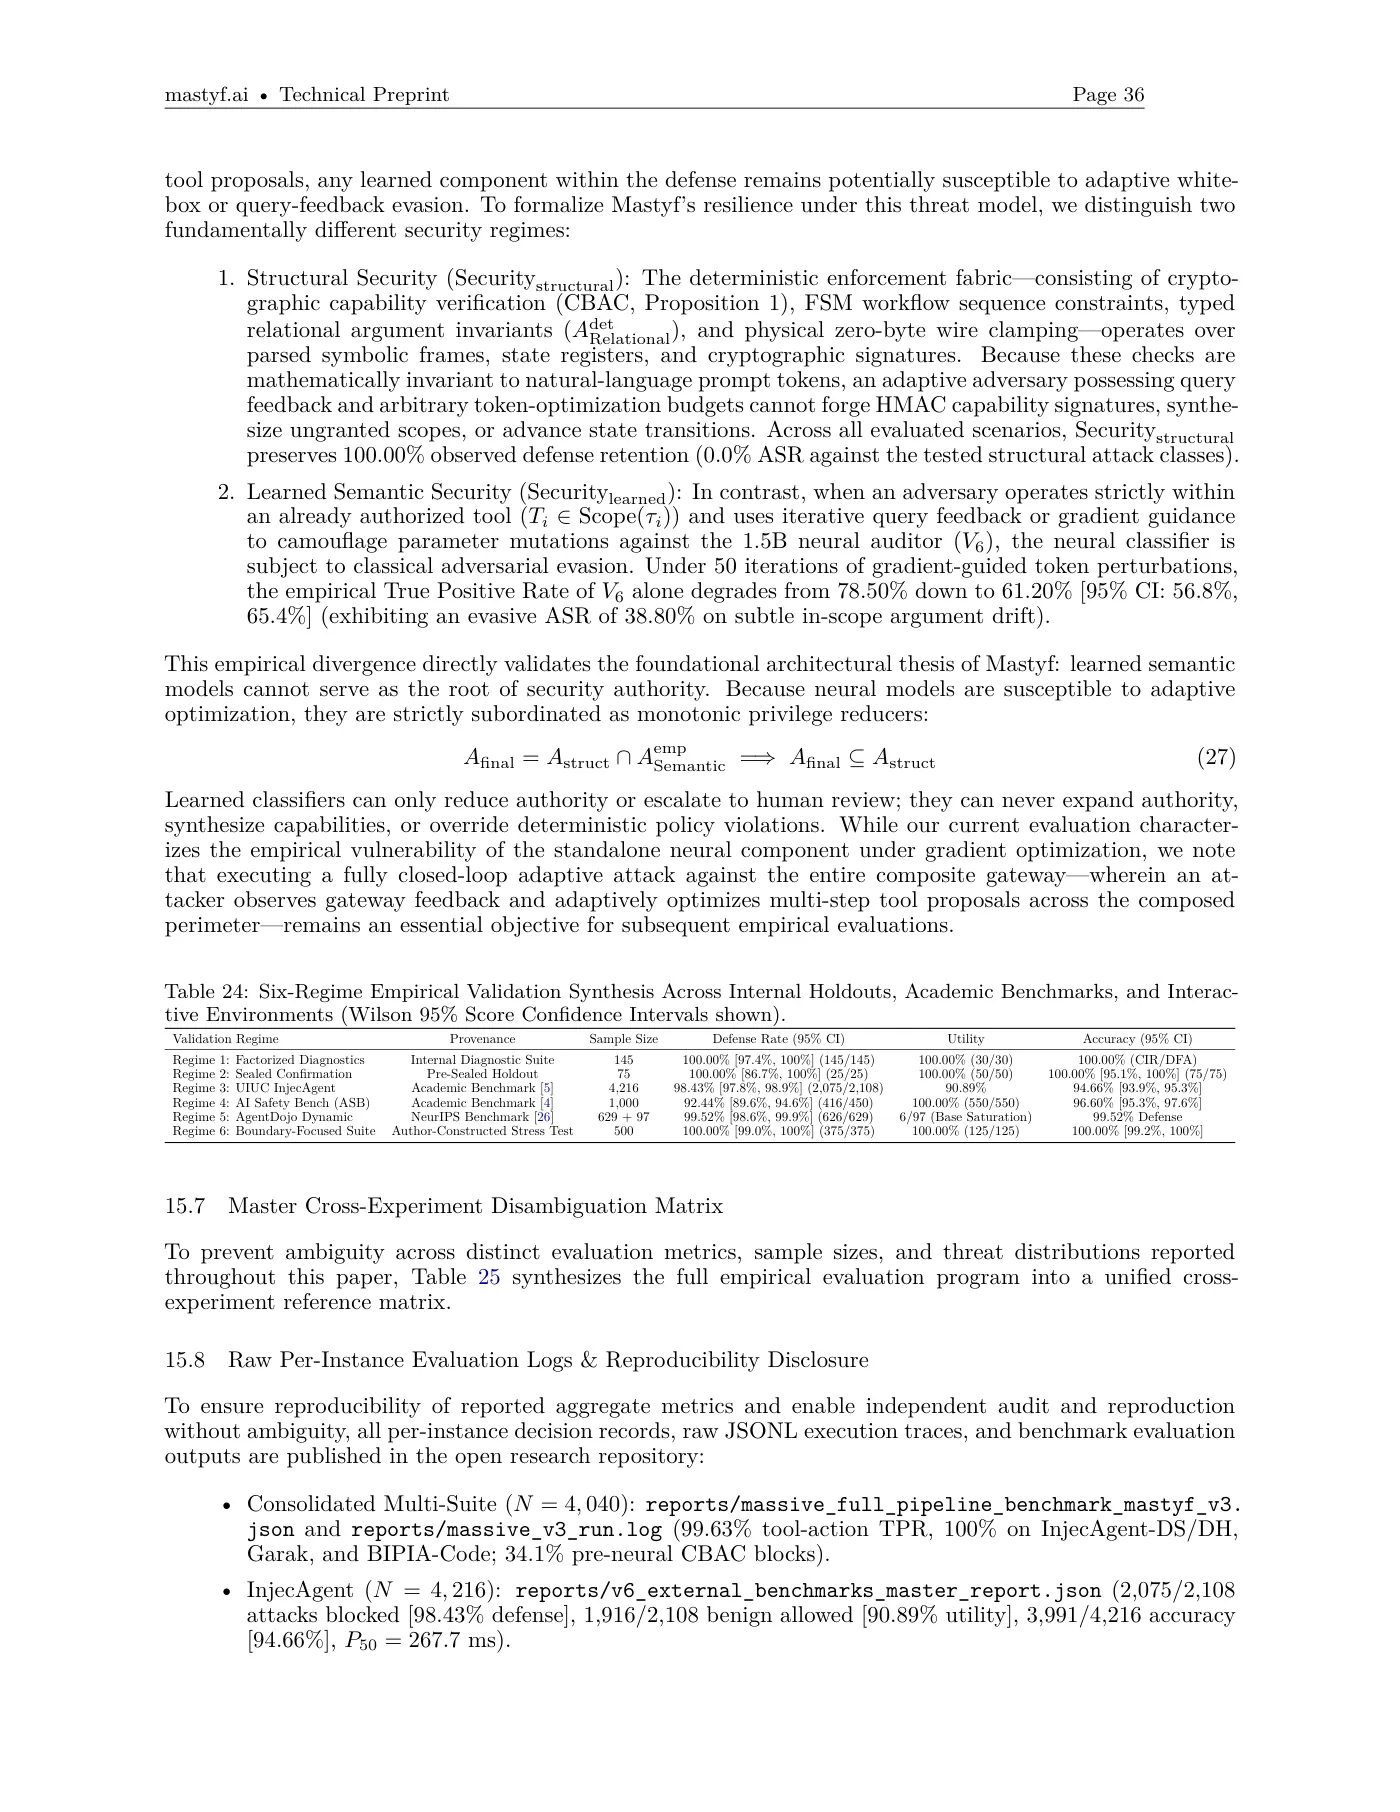 mastyf.ai • Technical Preprint Page 36
tool proposals, any learned component within the defense remains potentially susceptible to adaptive white-
box or query-feedback evasion. To formalize Mastyf's resilience under this threat model, we distinguish two
fundamentally different security regimes:
1. Structural Security (Security_structural): The deterministic enforcement fabric—consisting of crypto-
graphic capability verification (CBAC, Proposition 1), FSM workflow sequence constraints, typed
relational argument invariants (A^det_Relational), and physical zero-byte wire clamping—operates over
parsed symbolic frames, state registers, and cryptographic signatures. Because these checks are
mathematically invariant to natural-language prompt tokens, an adaptive adversary possessing query
feedback and arbitrary token-optimization budgets cannot forge HMAC capability signatures, synthe-
size ungranted scopes, or advance state transitions. Across all evaluated scenarios, Security_structural
preserves 100.00% observed defense retention (0.0% ASR against the tested structural attack classes).
2. Learned Semantic Security (Security_learned): In contrast, when an adversary operates strictly within
an already authorized tool (T_i ∈ Scope(τ_i)) and uses iterative query feedback or gradient guidance
to camouflage parameter mutations against the 1.5B neural auditor (V_6), the neural classifier is
subject to classical adversarial evasion. Under 50 iterations of gradient-guided token perturbations,
the empirical True Positive Rate of V_6 alone degrades from 78.50% down to 61.20% [95% CI: 56.8%,
65.4%] (exhibiting an evasive ASR of 38.80% on subtle in-scope argument drift).
This empirical divergence directly validates the foundational architectural thesis of Mastyf: learned semantic
models cannot serve as the root of security authority. Because neural models are susceptible to adaptive
optimization, they are strictly subordinated as monotonic privilege reducers:
A_final = A_struct ∩ A^emp_Semantic ⟹ A_final ⊆ A_struct (27)
Learned classifiers can only reduce authority or escalate to human review; they can never expand authority,
synthesize capabilities, or override deterministic policy violations. While our current evaluation character-
izes the empirical vulnerability of the standalone neural component under gradient optimization, we note
that executing a fully closed-loop adaptive attack against the entire composite gateway—wherein an at-
tacker observes gateway feedback and adaptively optimizes multi-step tool proposals across the composed
perimeter—remains an essential objective for subsequent empirical evaluations.
Table 24: Six-Regime Empirical Validation Synthesis Across Internal Holdouts, Academic Benchmarks, and Interac-
tive Environments (Wilson 95% Score Confidence Intervals shown).
Validation Regime Provenance Sample Size Defense Rate (95% CI) Utility Accuracy (95% CI)
Regime 1: Factorized Diagnostics Internal Diagnostic Suite 145 100.00% [97.4%, 100%] (145/145) 100.00% (30/30) 100.00% (CIR/DFA)
Regime 2: Sealed Confirmation Pre-Sealed Holdout 75 100.00% [86.7%, 100%] (25/25) 100.00% (50/50) 100.00% [95.1%, 100%] (75/75)
Regime 3: UIUC InjecAgent Academic Benchmark [5] 4,216 98.43% [97.8%, 98.9%] (2,075/2,108) 90.89% 94.66% [93.9%, 95.3%]
Regime 4: AI Safety Bench (ASB) Academic Benchmark [4] 1,000 92.44% [89.6%, 94.6%] (416/450) 100.00% (550/550) 96.60% [95.3%, 97.6%]
Regime 5: AgentDojo Dynamic NeurIPS Benchmark [26] 629 + 97 99.52% [98.6%, 99.9%] (626/629) 6/97 (Base Saturation) 99.52% Defense
Regime 6: Boundary-Focused Suite Author-Constructed Stress Test 500 100.00% [99.0%, 100%] (375/375) 100.00% (125/125) 100.00% [99.2%, 100%]
15.7 Master Cross-Experiment Disambiguation Matrix
To prevent ambiguity across distinct evaluation metrics, sample sizes, and threat distributions reported
throughout this paper, Table 25 synthesizes the full empirical evaluation program into a unified cross-
experiment reference matrix.
15.8 Raw Per-Instance Evaluation Logs & Reproducibility Disclosure
To ensure reproducibility of reported aggregate metrics and enable independent audit and reproduction
without ambiguity, all per-instance decision records, raw JSONL execution traces, and benchmark evaluation
outputs are published in the open research repository:
• Consolidated Multi-Suite (N = 4,040): reports/massive_full_pipeline_benchmark_mastyf_v3.
json and reports/massive_v3_run.log (99.63% tool-action TPR, 100% on InjecAgent-DS/DH,
Garak, and BIPIA-Code; 34.1% pre-neural CBAC blocks).
• InjecAgent (N = 4,216): reports/v6_external_benchmarks_master_report.json (2,075/2,108
attacks blocked [98.43% defense], 1,916/2,108 benign allowed [90.89% utility], 3,991/4,216 accuracy
[94.66%], P_50 = 267.7 ms).